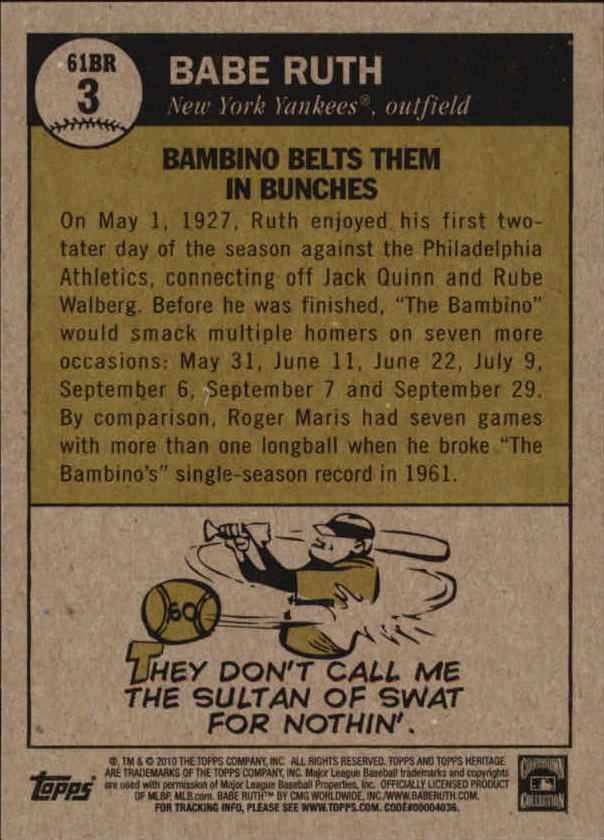 61BR
3
BABE RUTH
New York Yankees®, outfield
BAMBINO BELTS THEM
IN BUNCHES
On May 1, 1927, Ruth enjoyed his first two-
tater day of the season against the Philadelphia
Athletics, connecting off Jack Quinn and Rube
Walberg. Before he was finished, “The Bambino”
would smack multiple homers on seven more
occasions: May 31, June 11, June 22, July 9,
September 6, September 7 and September 29.
By comparison, Roger Maris had seven games
with more than one longball when he broke “The
Bambino’s” single-season record in 1961.
60
THEY DON'T CALL ME
THE SULTAN OF SWAT
FOR NOTHIN'.
®, TM & © 2010 THE TOPPS COMPANY, INC. ALL RIGHTS RESERVED. TOPPS AND TOPPS HERITAGE
ARE TRADEMARKS OF THE TOPPS COMPANY, INC. Major League Baseball trademarks and copyrights
are used with permission of Major League Baseball Properties, Inc. OFFICIALLY LICENSED PRODUCT
OF MLBP. MLB.com. BABE RUTH™ BY CMG WORLDWIDE, INC./WWW.BABERUTH.COM.
FOR TRACKING INFO, PLEASE SEE WWW.TOPPS.COM. CODE#00004036.
Topps®
COOPERSTOWN
COLLECTION